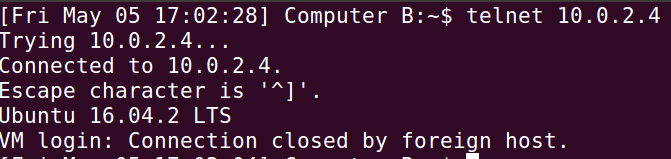 [Fri May 05 17:02:28] Computer B:~$ telnet 10.0.2.4
Trying 10.0.2.4...
Connected to 10.0.2.4.
Escape character is '^]'.
Ubuntu 16.04.2 LTS
VM login: Connection closed by foreign host.